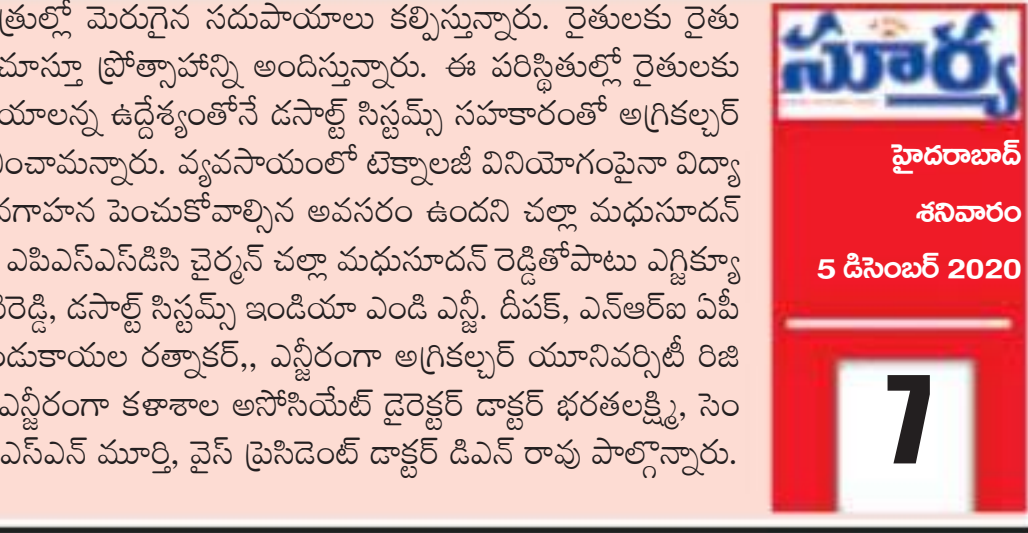 త్రుల్లో మెరుగైన సదుపాయాలు కల్పిస్తున్నారు. రైతులకు రైతు
చూస్తూ ప్రోత్సాహాన్ని అందిస్తున్నారు. ఈ పరిస్థితుల్లో రైతులకు
యాలన్న ఉద్దేశ్యంతోనే డసాల్ట్ సిస్టమ్స్ సహకారంతో అగ్రికల్చర్
ంచామన్నారు. వ్యవసాయంలో టెక్నాలజీ వినియోగంపైనా విద్యా
వగాహన పెంచుకోవాల్సిన అవసరం ఉందని చల్లా మధుసూదన్
ఎపిఎస్ఎస్‌డిసి చైర్మన్ చల్లా మధుసూదన్ రెడ్డితోపాటు ఎగ్జిక్యూ
రెడ్డి, డసాల్ట్ సిస్టమ్స్ ఇండియా ఎండి ఎన్జీ. దీపక్, ఎన్ఆర్ఐ ఏపీ
డుకాయల రత్నాకర్,, ఎన్జీరంగా అగ్రికల్చర్ యూనివర్సిటీ రిజి
ఎన్జీరంగా కళాశాల అసోసియేట్ డైరెక్టర్ డాక్టర్ భరతలక్ష్మి, సెం
ఎస్ఎన్ మూర్తి, వైస్ ప్రెసిడెంట్ డాక్టర్ డిఎన్ రావు పాల్గొన్నారు.
సూర్య
హైదరాబాద్
శనివారం
5 డిసెంబర్ 2020
7